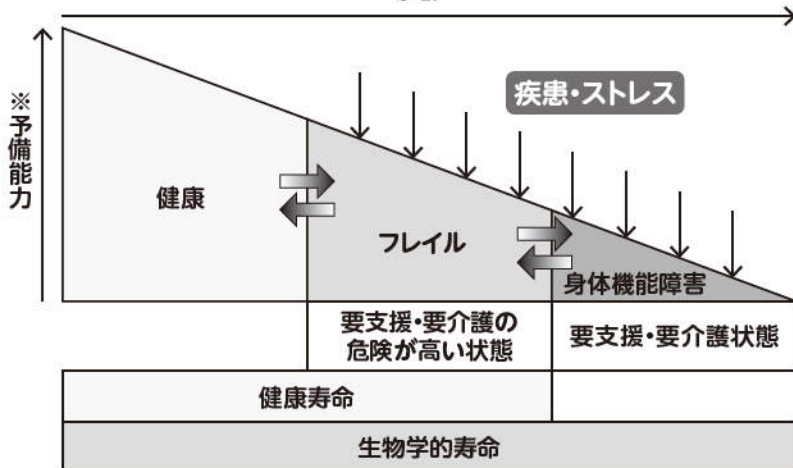 疾患・ストレス
※予備能力
健康
フレイル
身体機能障害
要支援・要介護の
危険が高い状態
要支援・要介護状態
健康寿命
生物学的寿命